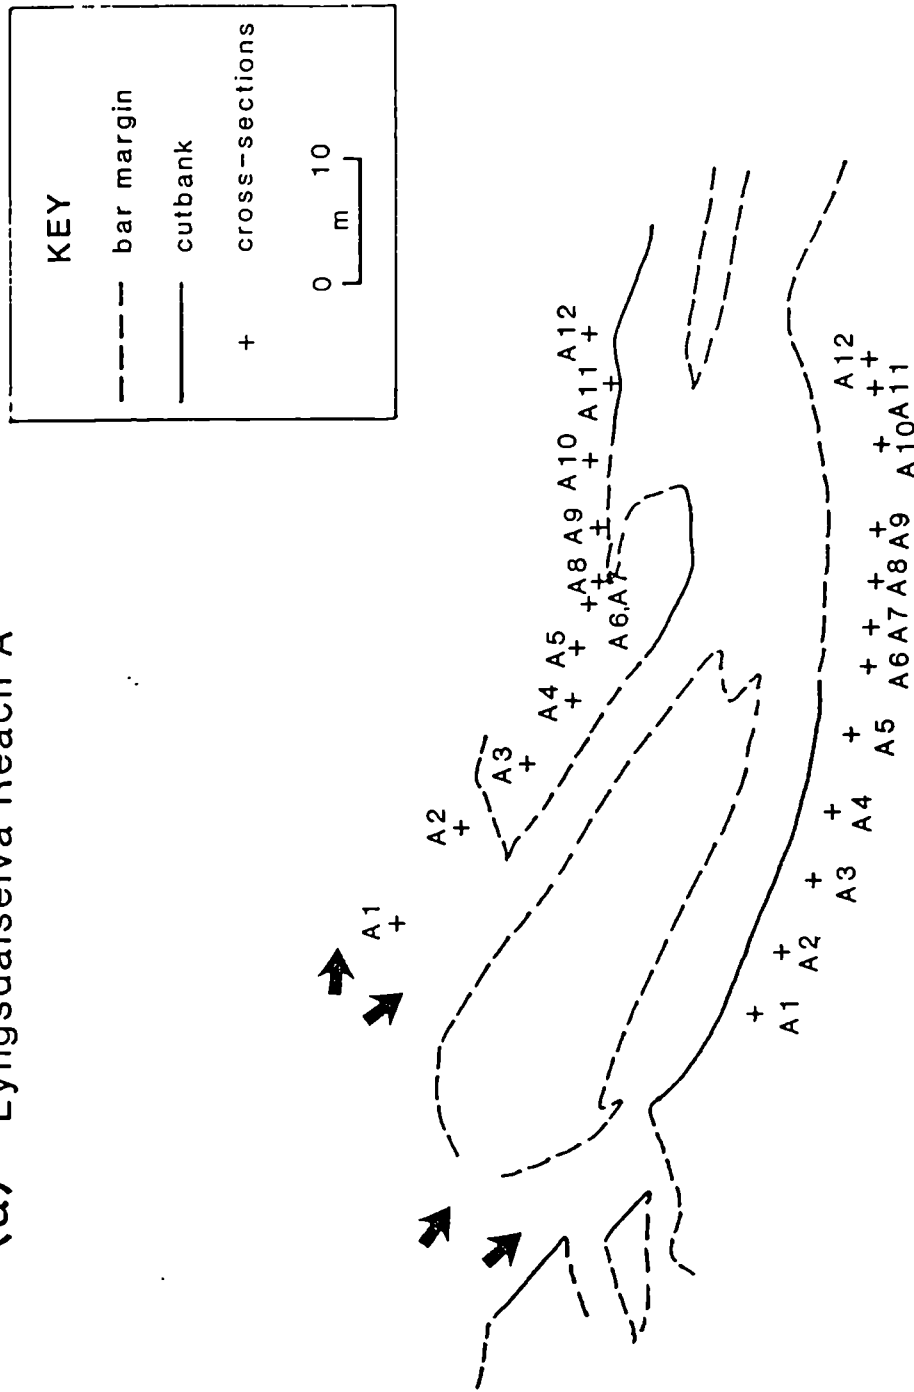 (a) Lyngsdalselva Reach A
KEY
bar margin
cutbank
+ cross-sections
0 m 10
A1
A2
A3
A4
A5
A6,A7
A8
A9
A10
A11
A12
A1
A2
A3
A4
A5
A6
A7
A8
A9
A10
A11
A12